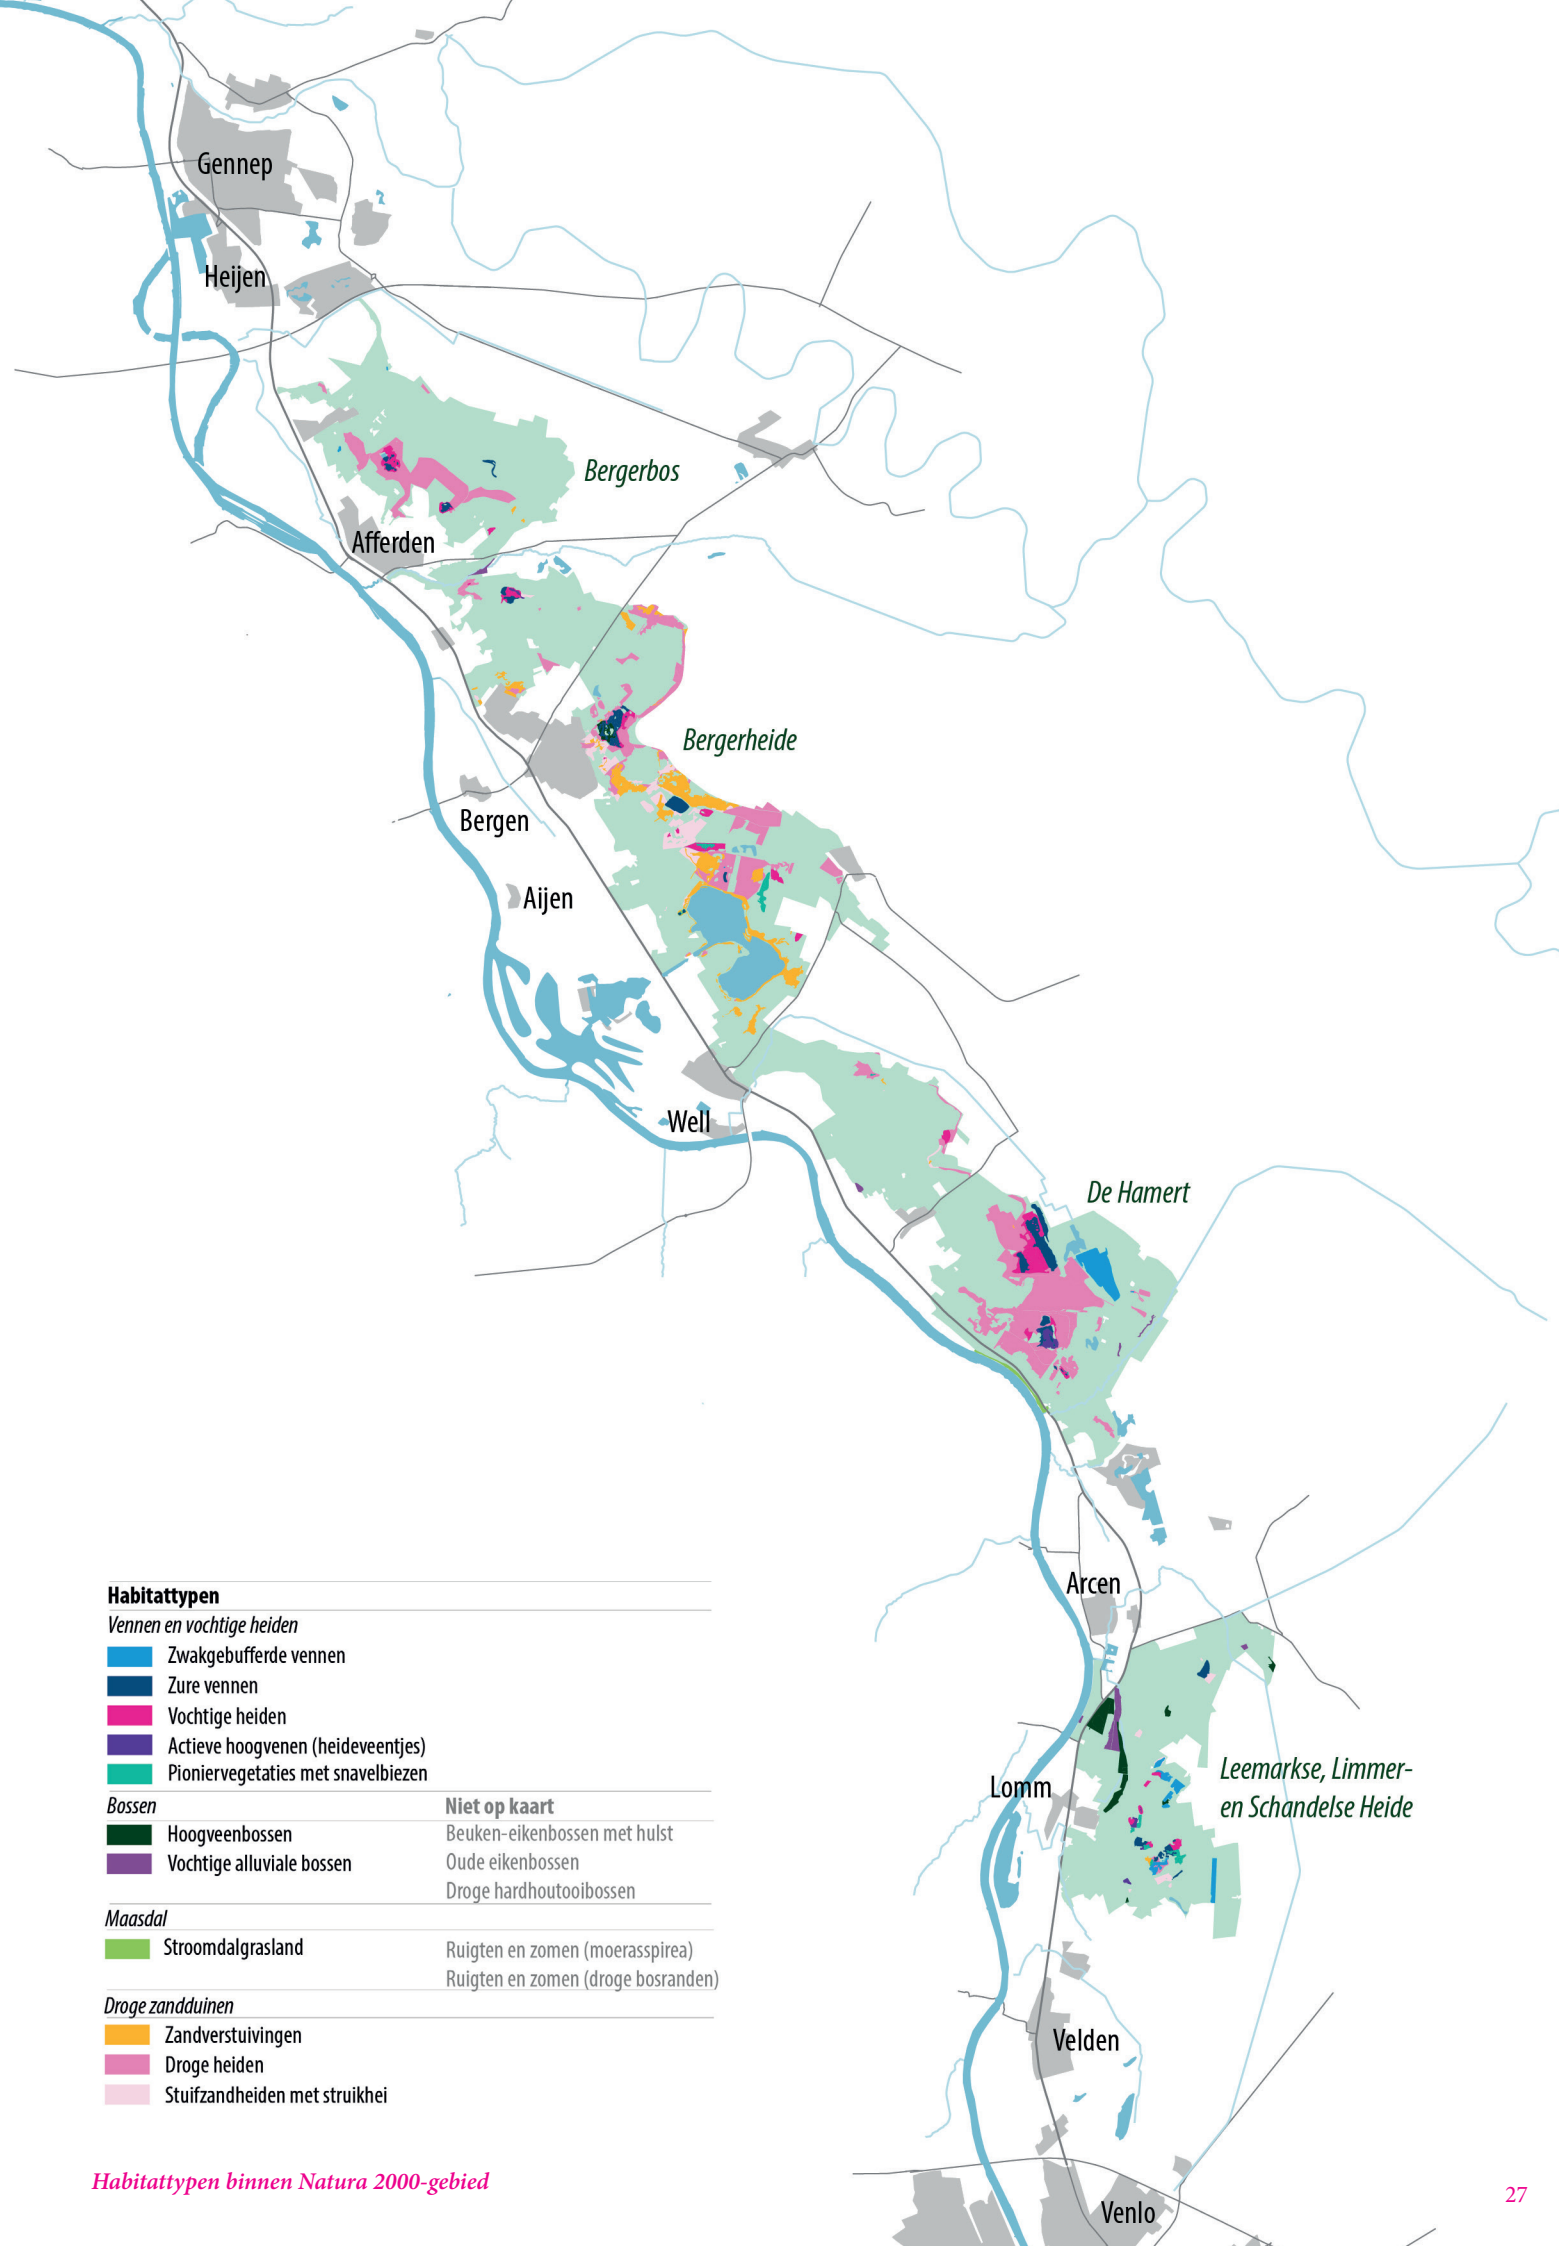 Gennep
Heijen
Bergerbos
Afferden
Bergerheide
Bergen
Aijen
Well
De Hamert
Arcen
Leemarkse, Limmer-
en Schandelse Heide
Lomm
Velden
Venlo
Habitattypen
Vennen en vochtige heiden
Zwakgebufferde vennen
Zure vennen
Vochtige heiden
Actieve hoogvenen (heideveentjes)
Pioniervegetaties met snavelbiezen
Bossen
Niet op kaart
Hoogveenbossen
Beuken-eikenbossen met hulst
Vochtige alluviale bossen
Oude eikenbossen
Droge hardhoutooibossen
Maasdal
Stroomdalgrasland
Ruigten en zomen (moerasspirea)
Ruigten en zomen (droge bosranden)
Droge zandduinen
Zandverstuivingen
Droge heiden
Stuifzandheiden met struikhei
Habitattypen binnen Natura 2000-gebied
27